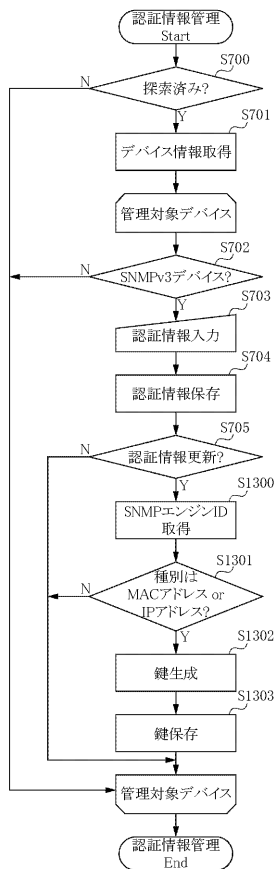 認証情報管理
Start
S700
N
探索済み?
Y
S701
デバイス情報取得
管理対象デバイス
S702
N
SNMPv3デバイス?
Y
S703
認証情報入力
S704
認証情報保存
S705
N
認証情報更新?
Y
S1300
SNMPエンジンID
取得
S1301
種別は
N
MACアドレス or
IPアドレス?
Y
S1302
鍵生成
S1303
鍵保存
管理対象デバイス
認証情報管理
End